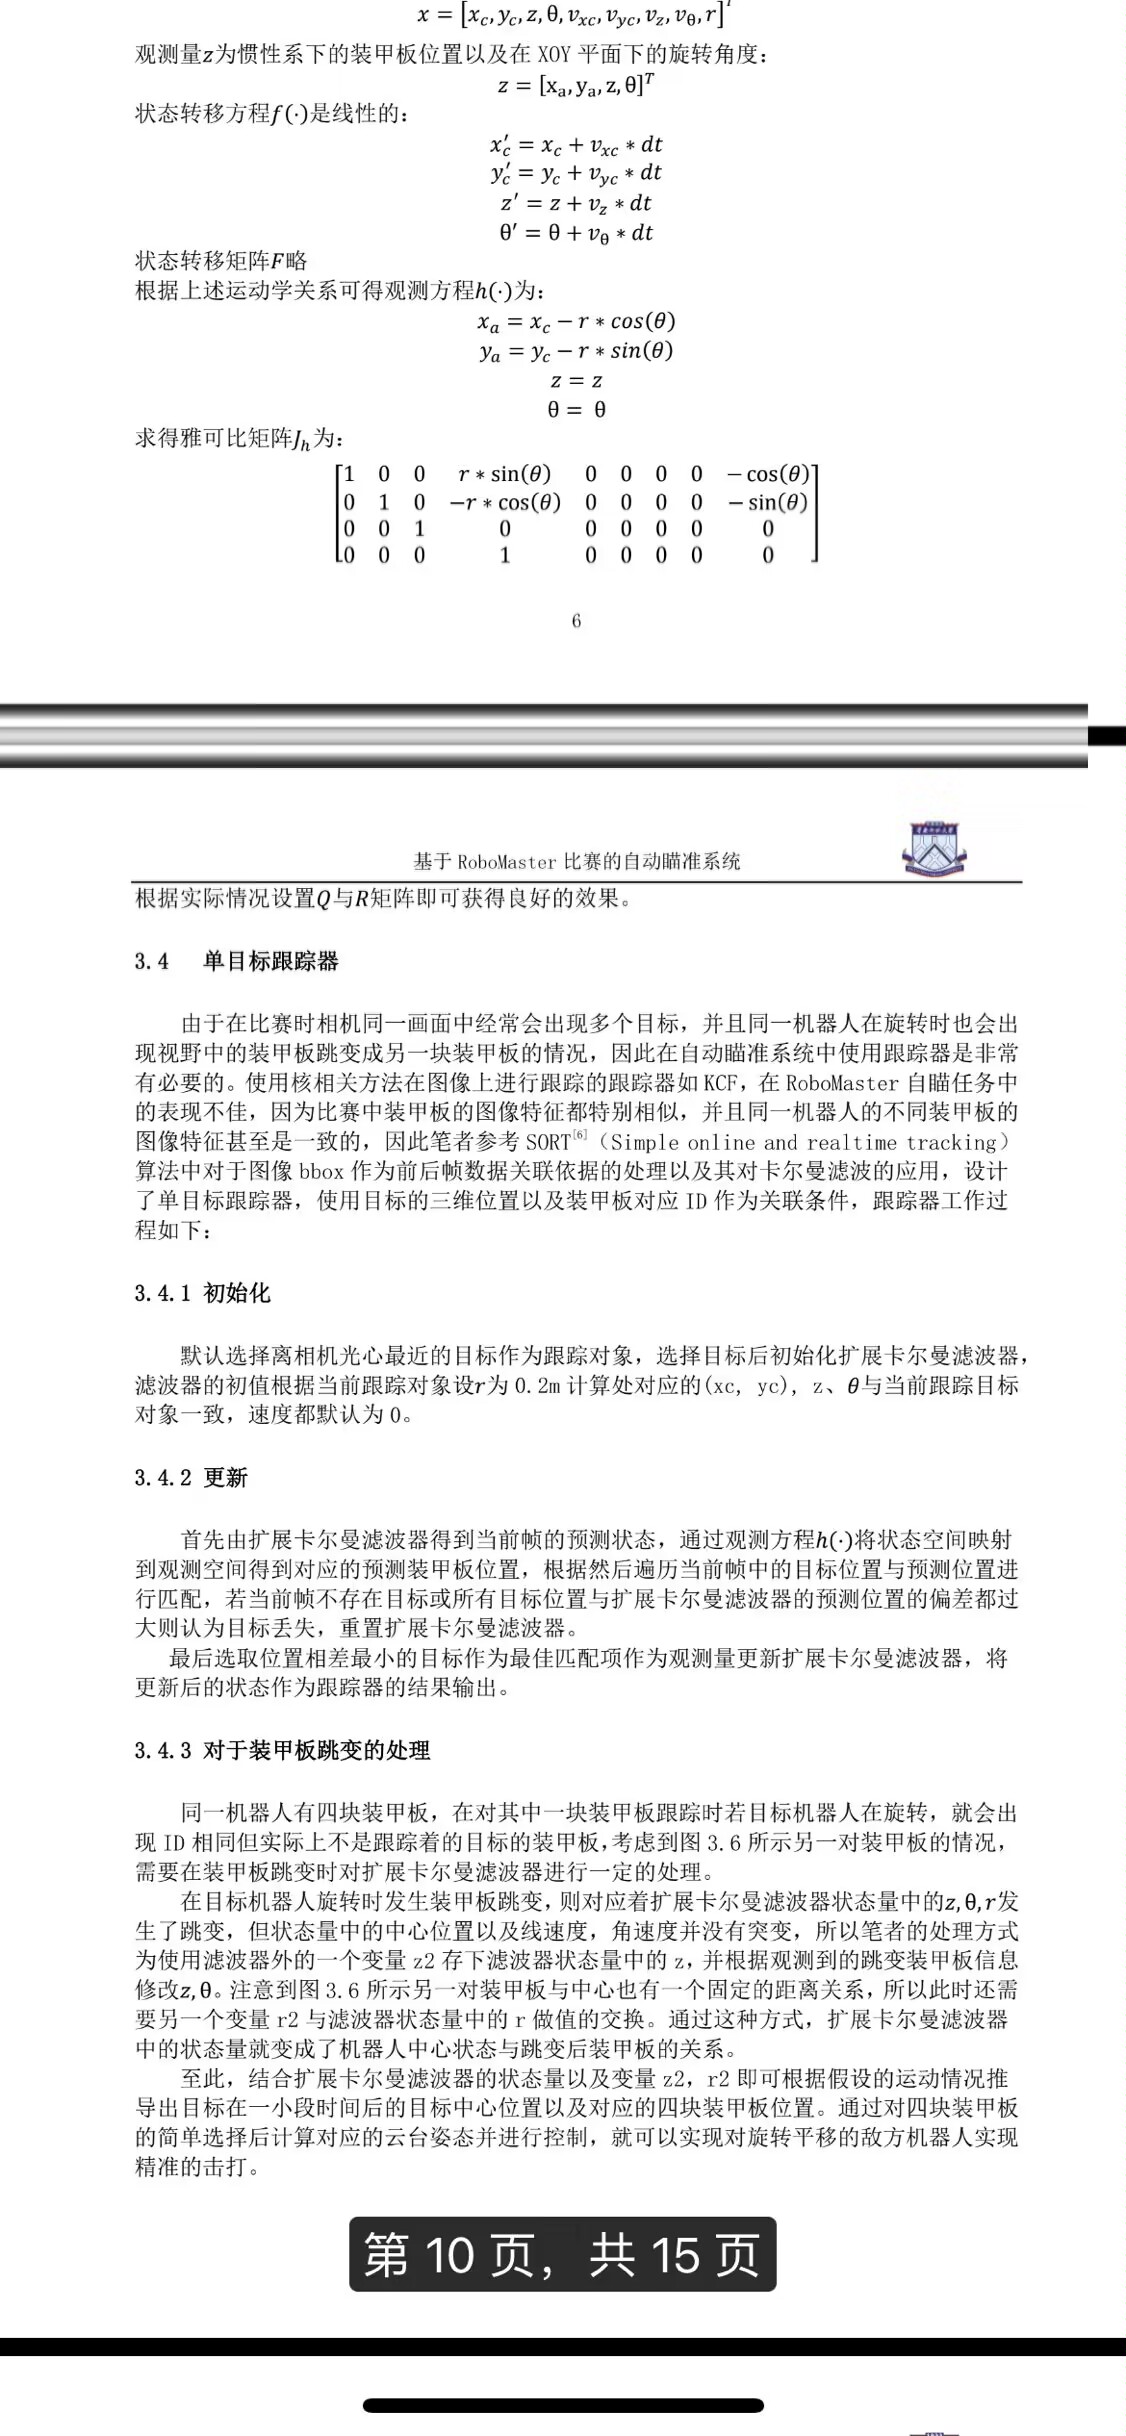 x = [x_c, y_c, z, θ, v_xc, v_yc, v_z, v_θ, r]^T
观测量z为惯性系下的装甲板位置以及在 XOY 平面下的旋转角度：
z = [x_a, y_a, z, θ]^T
状态转移方程f(·)是线性的：
x_c′ = x_c + v_xc * dt
y_c′ = y_c + v_yc * dt
z′ = z + v_z * dt
θ′ = θ + v_θ * dt
状态转移矩阵F略
根据上述运动学关系可得观测方程h(·)为：
x_a = x_c − r * cos(θ)
y_a = y_c − r * sin(θ)
z = z
θ = θ
求得雅可比矩阵J_h为：
1 0 0 r * sin(θ) 0 0 0 0 − cos(θ)
0 1 0 −r * cos(θ) 0 0 0 0 − sin(θ)
0 0 1 0 0 0 0 0 0
0 0 0 1 0 0 0 0 0
6
基于 RoboMaster 比赛的自动瞄准系统
根据实际情况设置Q与R矩阵即可获得良好的效果。
3.4 单目标跟踪器
由于在比赛时相机同一画面中经常会出现多个目标，并且同一机器人在旋转时也会出
现视野中的装甲板跳变成另一块装甲板的情况，因此在自动瞄准系统中使用跟踪器是非常
有必要的。使用核相关方法在图像上进行跟踪的跟踪器如 KCF，在 RoboMaster 自瞄任务中
的表现不佳，因为比赛中装甲板的图像特征都特别相似，并且同一机器人的不同装甲板的
图像特征甚至是一致的，因此笔者参考 SORT[6]（Simple online and realtime tracking）
算法中对于图像 bbox 作为前后帧数据关联依据的处理以及其对卡尔曼滤波的应用，设计
了单目标跟踪器，使用目标的三维位置以及装甲板对应 ID 作为关联条件，跟踪器工作过
程如下：
3.4.1 初始化
默认选择离相机光心最近的目标作为跟踪对象，选择目标后初始化扩展卡尔曼滤波器，
滤波器的初值根据当前跟踪对象设r为 0.2m 计算处对应的(xc, yc), z、θ与当前跟踪目标
对象一致，速度都默认为 0。
3.4.2 更新
首先由扩展卡尔曼滤波器得到当前帧的预测状态，通过观测方程h(·)将状态空间映射
到观测空间得到对应的预测装甲板位置，根据然后遍历当前帧中的目标位置与预测位置进
行匹配，若当前帧不存在目标或所有目标位置与扩展卡尔曼滤波器的预测位置的偏差都过
大则认为目标丢失，重置扩展卡尔曼滤波器。
最后选取位置相差最小的目标作为最佳匹配项作为观测量更新扩展卡尔曼滤波器，将
更新后的状态作为跟踪器的结果输出。
3.4.3 对于装甲板跳变的处理
同一机器人有四块装甲板，在对其中一块装甲板跟踪时若目标机器人在旋转，就会出
现 ID 相同但实际上不是跟踪着的目标的装甲板，考虑到图 3.6 所示另一对装甲板的情况，
需要在装甲板跳变时对扩展卡尔曼滤波器进行一定的处理。
在目标机器人旋转时发生装甲板跳变，则对应着扩展卡尔曼滤波器状态量中的z, θ, r发
生了跳变，但状态量中的中心位置以及线速度，角速度并没有突变，所以笔者的处理方式
为使用滤波器外的一个变量 z2 存下滤波器状态量中的 z，并根据观测到的跳变装甲板信息
修改z, θ。注意到图 3.6 所示另一对装甲板与中心也有一个固定的距离关系，所以此时还需
要另一个变量 r2 与滤波器状态量中的 r 做值的交换。通过这种方式，扩展卡尔曼滤波器
中的状态量就变成了机器人中心状态与跳变后装甲板的关系。
至此，结合扩展卡尔曼滤波器的状态量以及变量 z2，r2 即可根据假设的运动情况推
导出目标在一小段时间后的目标中心位置以及对应的四块装甲板位置。通过对四块装甲板
的简单选择后计算对应的云台姿态并进行控制，就可以实现对旋转平移的敌方机器人实现
精准的击打。
第 10 页，共 15 页